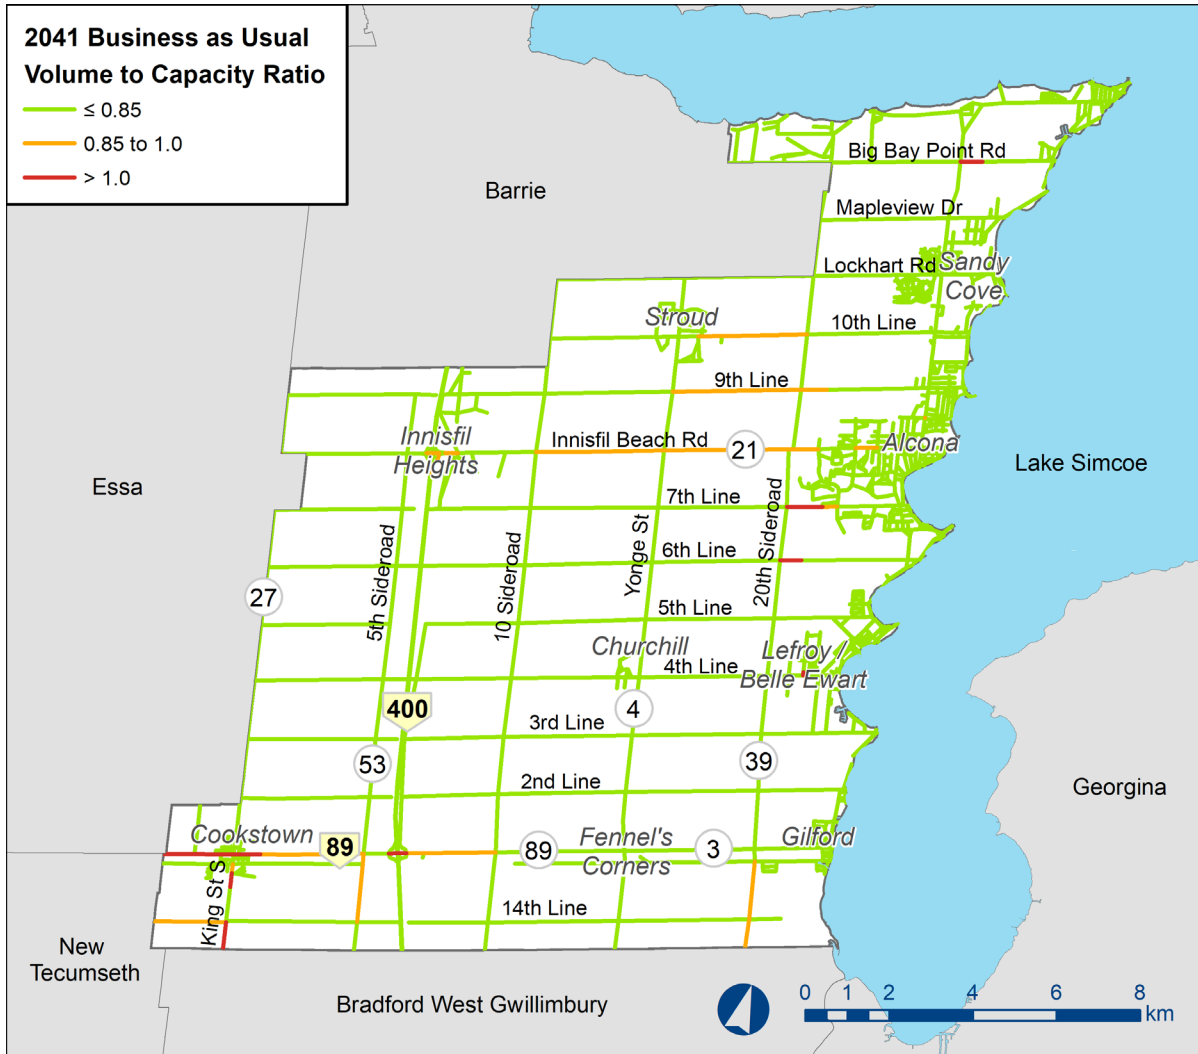 2041 Business as Usual
Volume to Capacity Ratio
≤ 0.85
0.85 to 1.0
> 1.0
Big Bay Point Rd
Barrie
Mapleview Dr
Lockhart Rd
Sandy
Cove
Stroud
10th Line
9th Line
Innisfil
Heights
Innisfil Beach Rd
21
Alcona
Lake Simcoe
Essa
7th Line
5th Sideroad
10 Sideroad
Yonge St
20th Sideroad
6th Line
27
5th Line
Churchill
4th Line
Lefroy /
Belle Ewart
400
4
3rd Line
53
39
2nd Line
Georgina
Cookstown
89
89
Fennel's
Corners
3
Gilford
King St S
14th Line
New
Tecumseth
Bradford West Gwillimbury
0 1 2 4 6 8
km